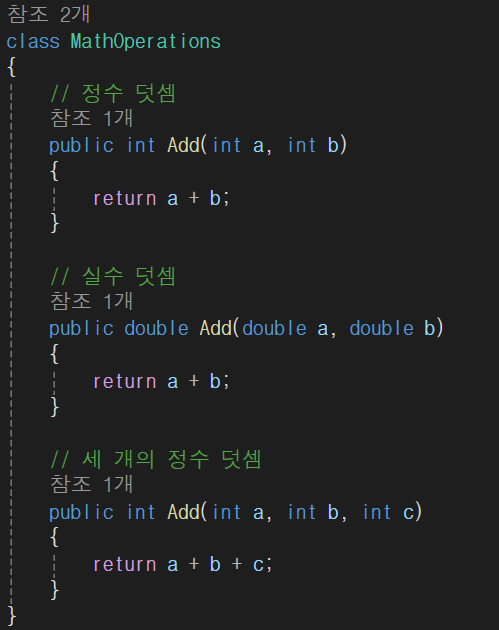 참조 2개
class MathOperations
{
// 정수 덧셈
참조 1개
public int Add(int a, int b)
{
return a + b;
}
// 실수 덧셈
참조 1개
public double Add(double a, double b)
{
return a + b;
}
// 세 개의 정수 덧셈
참조 1개
public int Add(int a, int b, int c)
{
return a + b + c;
}
}